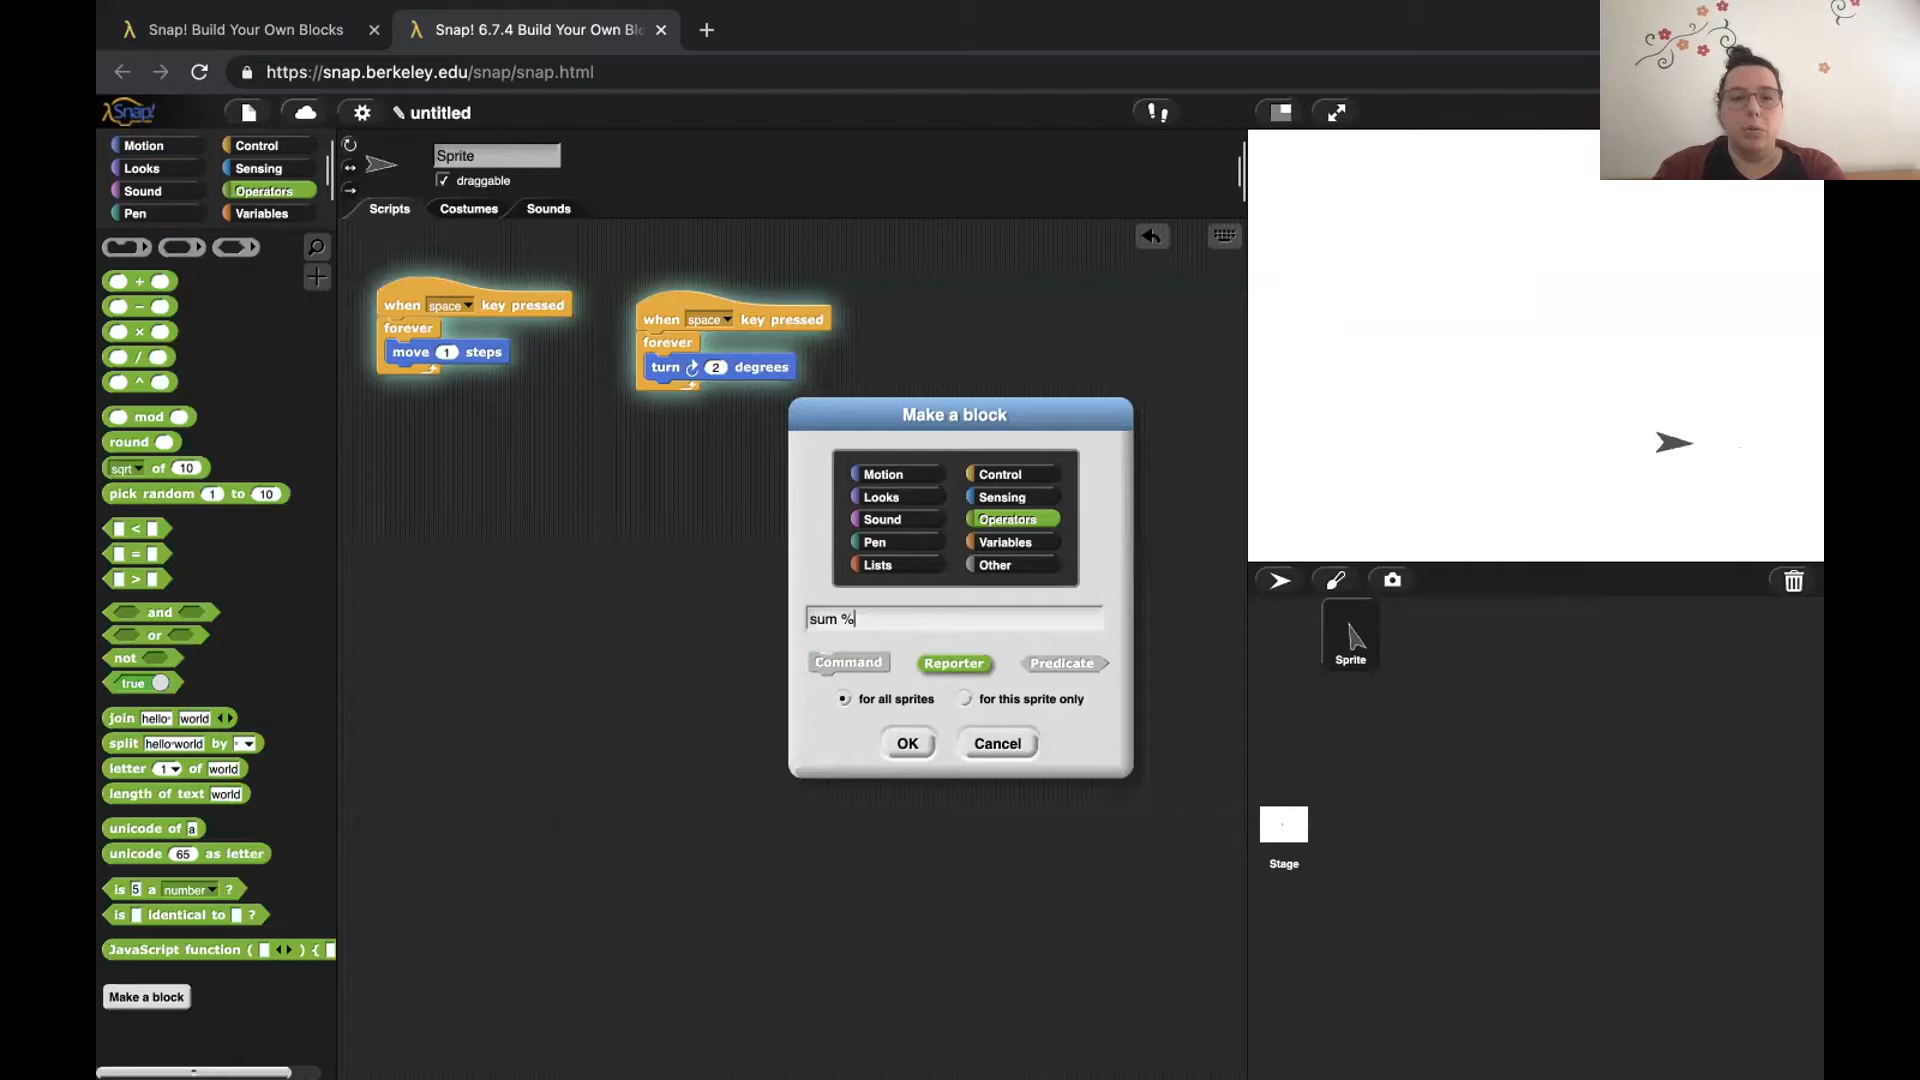 Snap! Build Your Own Blocks
Snap! 6.7.4 Build Your Own Blo
https://snap.berkeley.edu/snap/snap.html
Snap!
untitled
Motion
Control
Looks
Sensing
Sound
Operators
Pen
Variables
Sprite
draggable
Scripts
Costumes
Sounds
+
−
×
/
^
mod
round
sqrt of 10
pick random 1 to 10
<
=
>
and
or
not
true
join hello world
split hello world by
letter 1 of world
length of text world
unicode of a
unicode 65 as letter
is 5 a number ?
is identical to ?
JavaScript function ( ) {
Make a block
when space key pressed
forever
move 1 steps
when space key pressed
forever
turn 2 degrees
Make a block
Motion
Control
Looks
Sensing
Sound
Operators
Pen
Variables
Lists
Other
sum %
Command
Reporter
Predicate
for all sprites
for this sprite only
OK
Cancel
Sprite
Stage